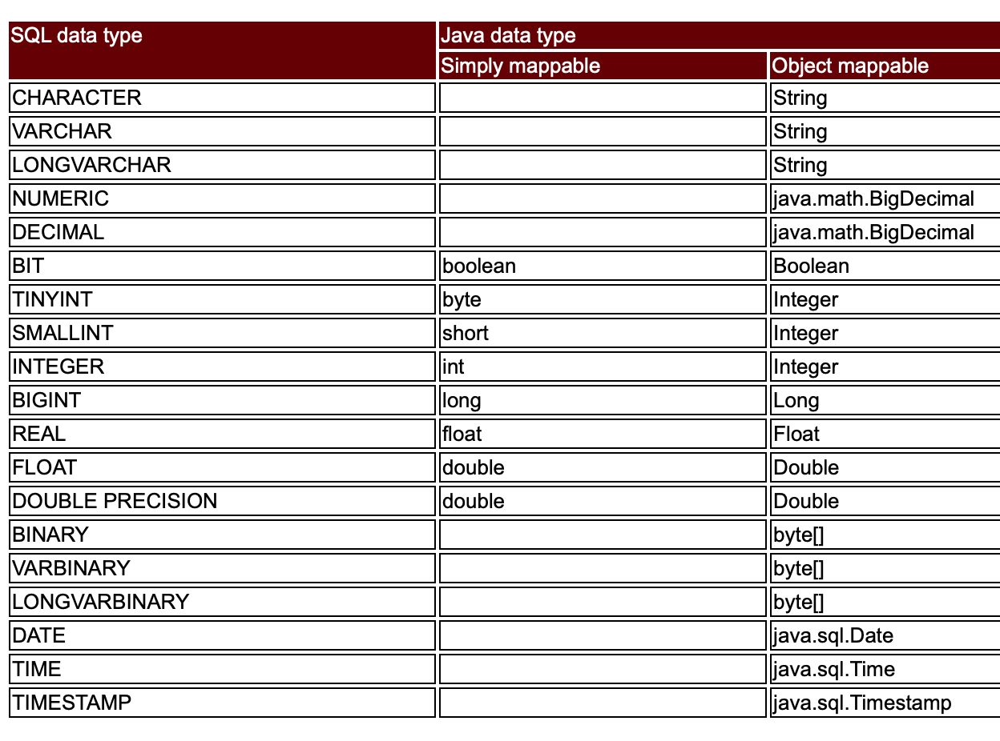 SQL data type Java data type
Simply mappable Object mappable
CHARACTER String
VARCHAR String
LONGVARCHAR String
NUMERIC java.math.BigDecimal
DECIMAL java.math.BigDecimal
BIT boolean Boolean
TINYINT byte Integer
SMALLINT short Integer
INTEGER int Integer
BIGINT long Long
REAL float Float
FLOAT double Double
DOUBLE PRECISION double Double
BINARY byte[]
VARBINARY byte[]
LONGVARBINARY byte[]
DATE java.sql.Date
TIME java.sql.Time
TIMESTAMP java.sql.Timestamp